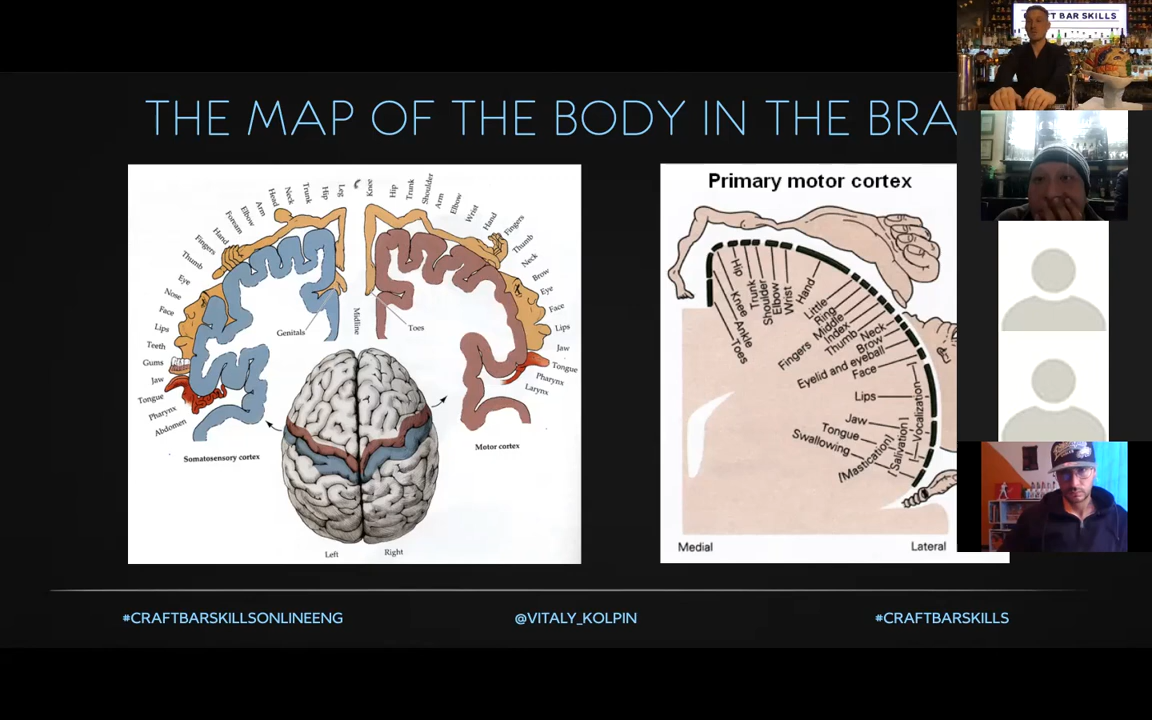 CRAFT BAR SKILLS
THE MAP OF THE BODY IN THE BRA
Knee
Leg
Hip
Trunk
Neck
Head
Arm
Elbow
Forearm
Hand
Fingers
Thumb
Eye
Nose
Face
Lips
Teeth
Gums
Jaw
Tongue
Pharynx
Abdomen
Hip
Trunk
Shoulder
Arm
Elbow
Wrist
Hand
Fingers
Thumb
Neck
Brow
Eye
Face
Lips
Jaw
Tongue
Pharynx
Larynx
Genitals
Midline
Toes
Somatosensory cortex
Motor cortex
Left
Right
Primary motor cortex
Hip
Knee
Ankle
Toes
Trunk
Shoulder
Elbow
Wrist
Hand
Little
Ring
Middle
Index
Thumb
Fingers
Neck
Brow
Eyelid and eyeball
Face
Lips
Jaw
Tongue
Swallowing
[Mastication]
[Salivation]
[Vocalization]
Medial
Lateral
#CRAFTBARSKILLSONLINEENG
@VITALY_KOLPIN
#CRAFTBARSKILLS